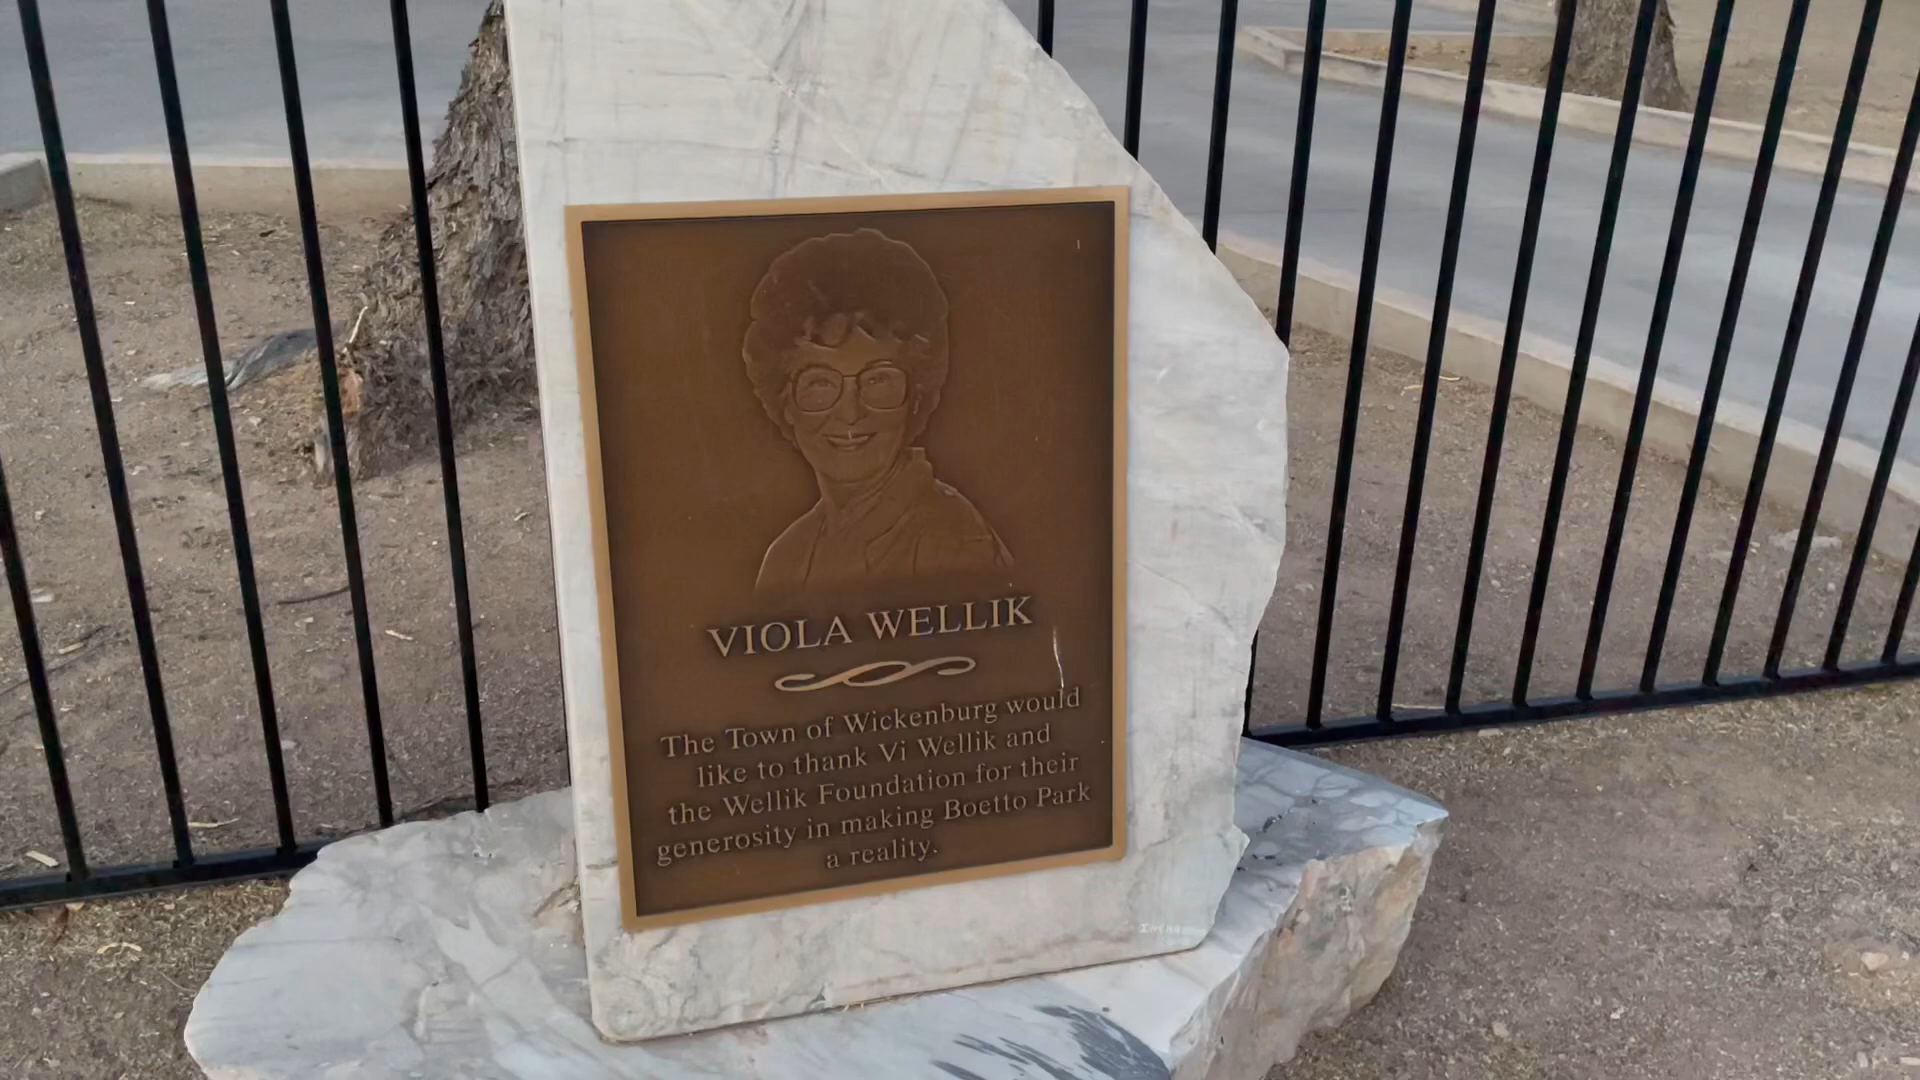 VIOLA WELLIK
The Town of Wickenburg would
like to thank Vi Wellik and
the Wellik Foundation for their
generosity in making Boetto Park
a reality.